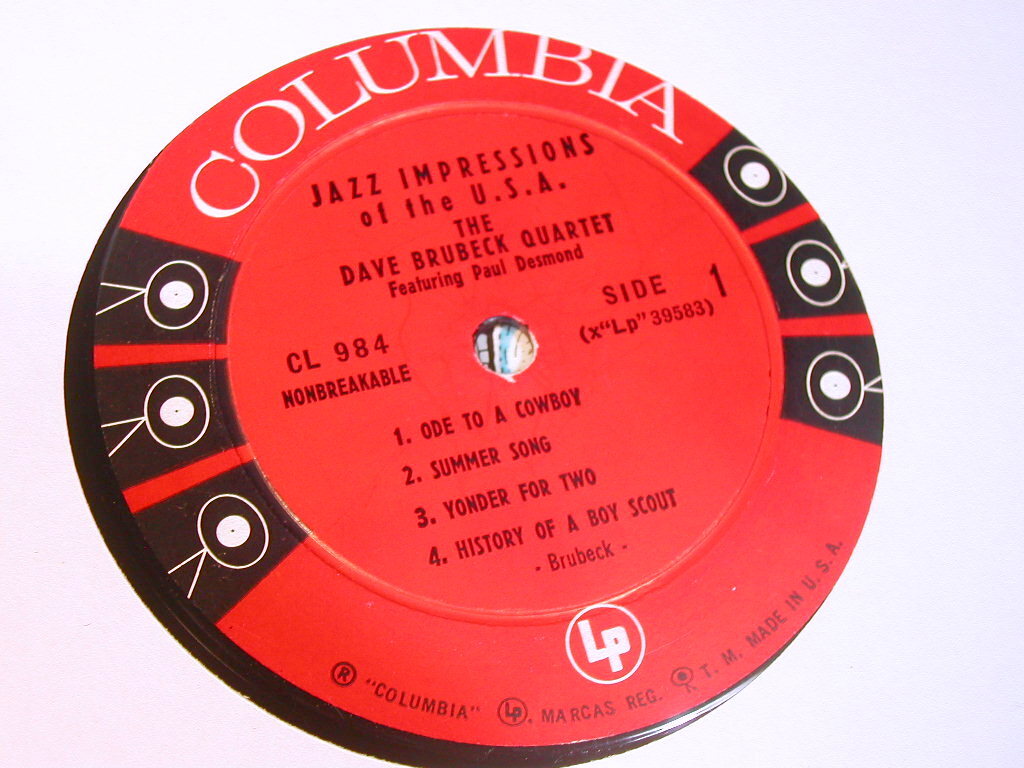 COLUMBIA
JAZZ IMPRESSIONS
of the U.S.A.
THE
DAVE BRUBECK QUARTET
Featuring Paul Desmond
SIDE 1
(x"Lp" 39583)
CL 984
NONBREAKABLE
1. ODE TO A COWBOY
2. SUMMER SONG
3. YONDER FOR TWO
4. HISTORY OF A BOY SCOUT
- Brubeck -
LP
® "COLUMBIA" LP. MARCAS REG. T. M. MADE IN U. S. A.